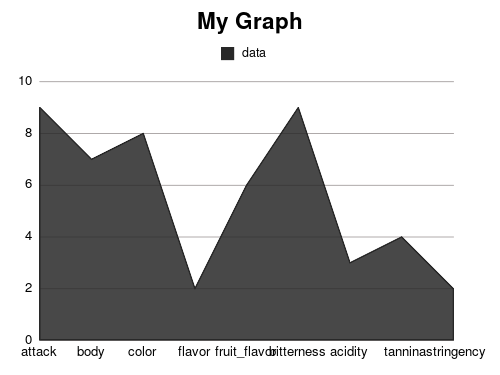 My Graph
data
10
8
6
4
2
0
attack body color flavor fruit_flavor bitterness acidity tannin astringency